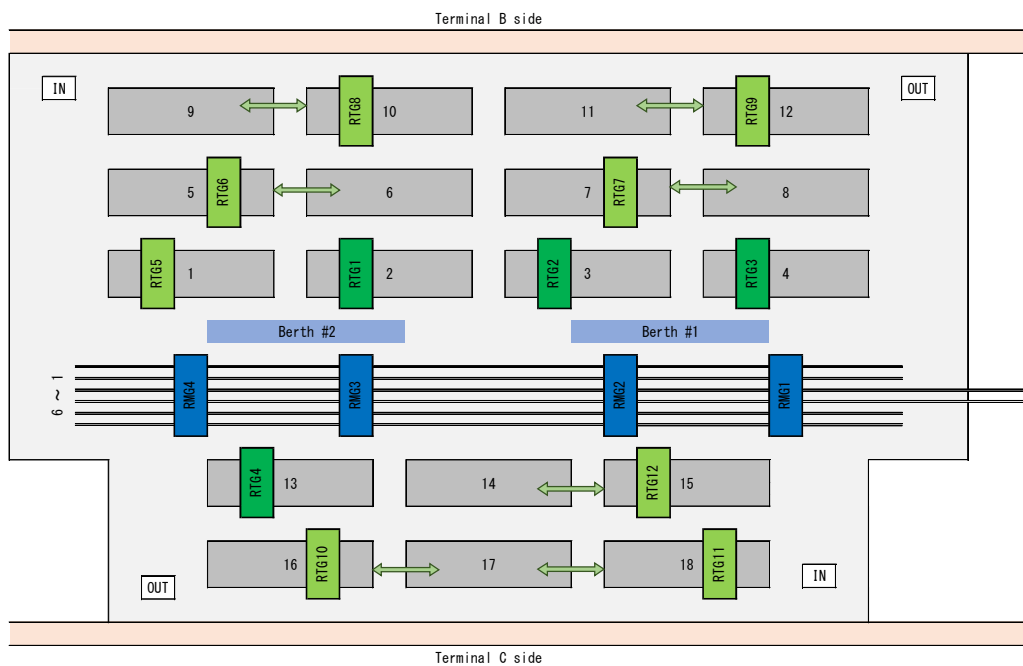 Terminal B side
IN
OUT
9
RTG8
10
11
RTG9
12
5
RTG6
6
7
RTG7
8
RTG5
1
RTG1
2
RTG2
3
RTG3
4
Berth #2
Berth #1
6 ~ 1
RMG4
RMG3
RMG2
RMG1
RTG4
13
14
RTG12
15
16
RTG10
17
18
RTG11
OUT
IN
Terminal C side